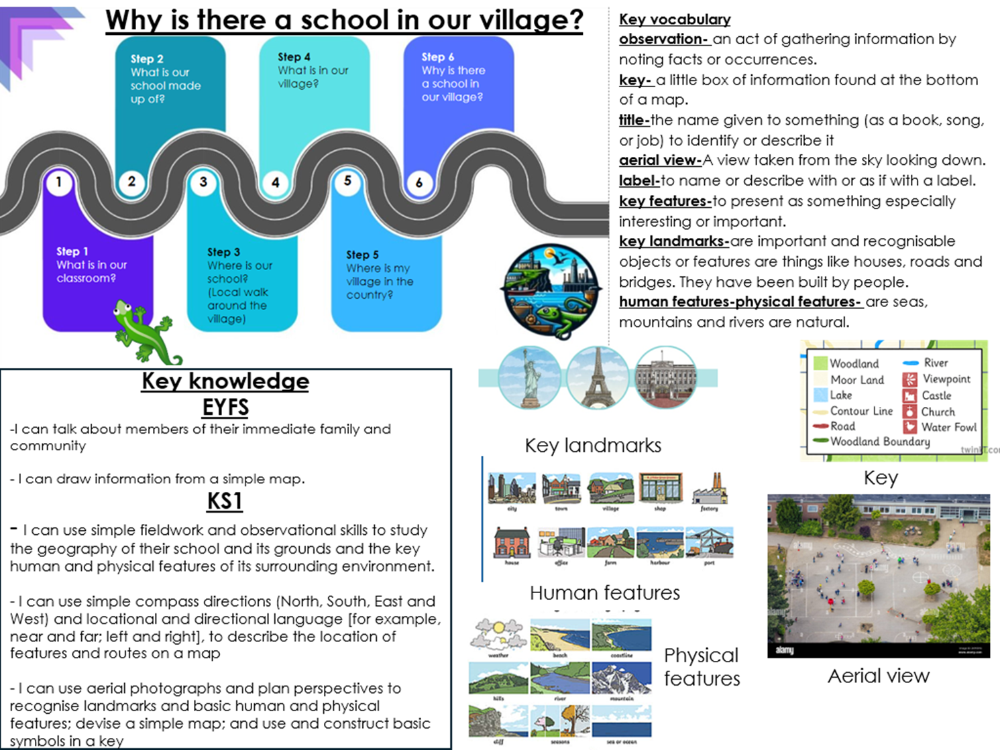 Why is there a school in our village?
Step 2
What is our
school made
up of?
Step 4
What is in our
village?
Step 6
Why is there
a school in
our village?
1
2
3
4
5
6
Step 1
What is in our
classroom?
Step 3
Where is our
school?
(Local walk
around the
village)
Step 5
Where is my
village in the
country?
Key vocabulary
observation- an act of gathering information by
noting facts or occurrences.
key- a little box of information found at the bottom
of a map.
title-the name given to something (as a book, song,
or job) to identify or describe it
aerial view-A view taken from the sky looking down.
label-to name or describe with or as if with a label.
key features-to present as something especially
interesting or important.
key landmarks-are important and recognisable
objects or features are things like houses, roads and
bridges. They have been built by people.
human features-physical features- are seas,
mountains and rivers are natural.
Key knowledge
EYFS
-I can talk about members of their immediate family and
community
- I can draw information from a simple map.
KS1
- I can use simple fieldwork and observational skills to study
the geography of their school and its grounds and the key
human and physical features of its surrounding environment.
- I can use simple compass directions (North, South, East and
West) and locational and directional language [for example,
near and far; left and right], to describe the location of
features and routes on a map
- I can use aerial photographs and plan perspectives to
recognise landmarks and basic human and physical
features; devise a simple map; and use and construct basic
symbols in a key
Key landmarks
city town village shop factory
house office farm harbour port
Human features
weather beach coastline
hills river mountain
cliff seasons sea or ocean
Physical
features
Woodland River
Moor Land Viewpoint
Lake Castle
Contour Line Church
Road Water Fowl
Woodland Boundary
twinkl.co
Key
alamy
alamy
alamy
alamy
alamy
Aerial view